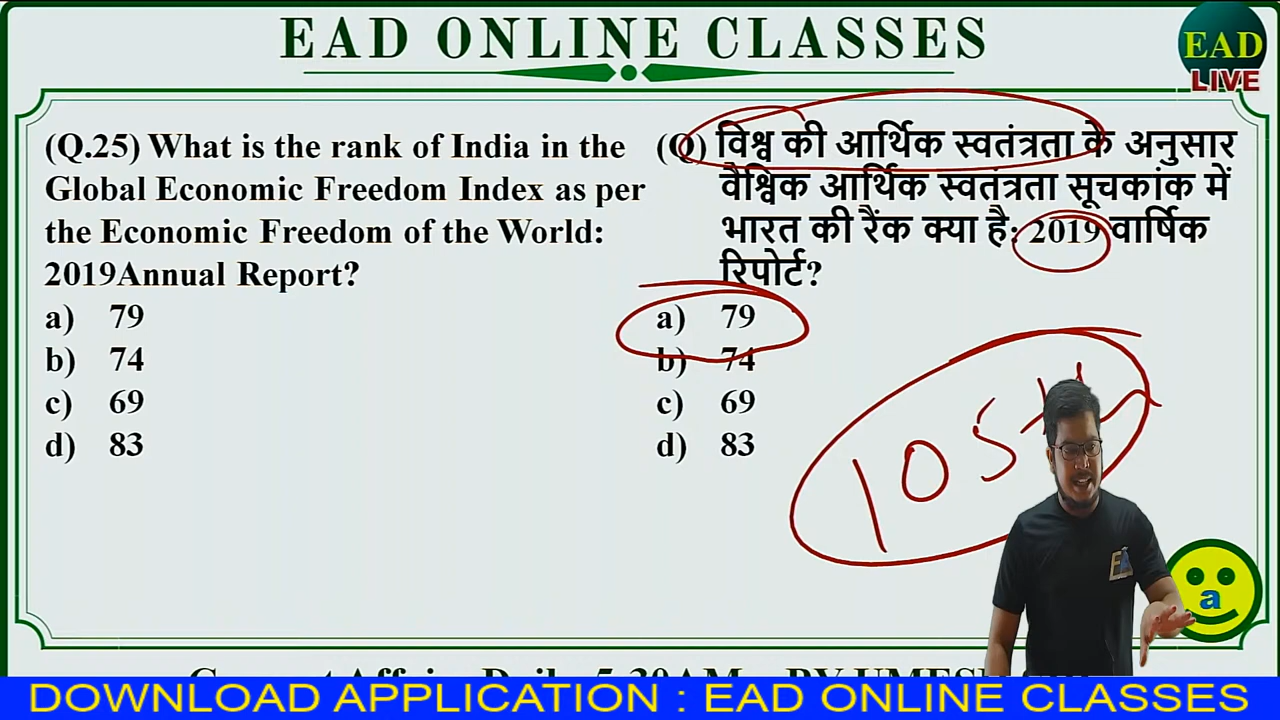 EAD ONLINE CLASSES
EAD
LIVE
(Q.25) What is the rank of India in the
Global Economic Freedom Index as per
the Economic Freedom of the World:
2019Annual Report?
a) 79
b) 74
c) 69
d) 83
(Q) विश्व की आर्थिक स्वतंत्रता के अनुसार
वैश्विक आर्थिक स्वतंत्रता सूचकांक में
भारत की रैंक क्या है: 2019 वार्षिक
रिपोर्ट?
a) 79
b) 74
c) 69
d) 83
105
a
DOWNLOAD APPLICATION : EAD ONLINE CLASSES